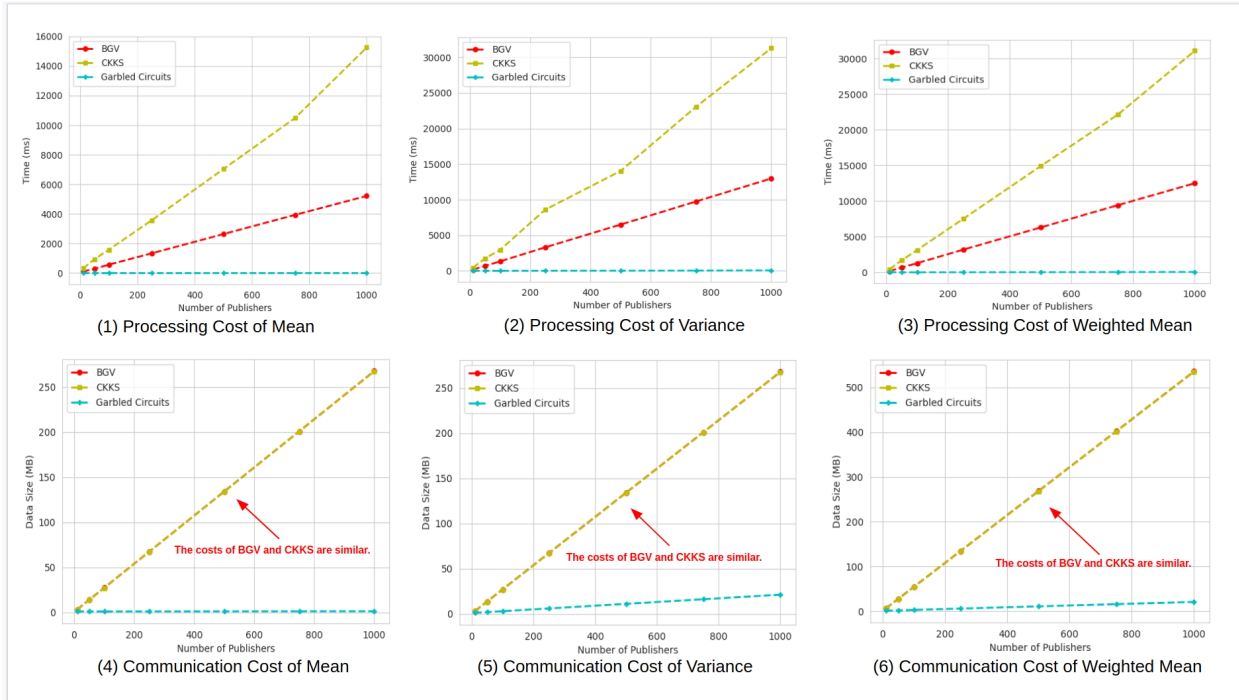 BGV
CKKS
Garbled Circuits
16000
14000
12000
10000
8000
6000
4000
2000
0
Time (ms)
0
200
400
600
800
1000
Number of Publishers
(1) Processing Cost of Mean
BGV
CKKS
Garbled Circuits
30000
25000
20000
15000
10000
5000
0
Time (ms)
0
200
400
600
800
1000
Number of Publishers
(2) Processing Cost of Variance
BGV
CKKS
Garbled Circuits
30000
25000
20000
15000
10000
5000
0
Time (ms)
0
200
400
600
800
1000
Number of Publishers
(3) Processing Cost of Weighted Mean
BGV
CKKS
Garbled Circuits
250
200
150
100
50
0
Data Size (MB)
The costs of BGV and CKKS are similar.
0
200
400
600
800
1000
Number of Publishers
(4) Communication Cost of Mean
BGV
CKKS
Garbled Circuits
250
200
150
100
50
0
Data Size (MB)
The costs of BGV and CKKS are similar.
0
200
400
600
800
1000
Number of Publishers
(5) Communication Cost of Variance
BGV
CKKS
Garbled Circuits
500
400
300
200
100
0
Data Size (MB)
The costs of BGV and CKKS are similar.
0
200
400
600
800
1000
Number of Publishers
(6) Communication Cost of Weighted Mean